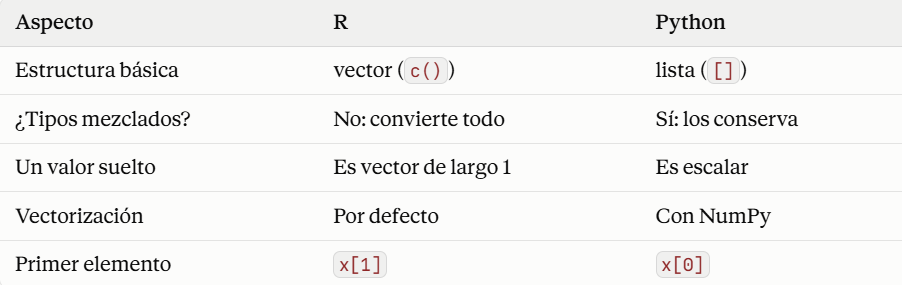 Aspecto R Python
Estructura básica vector (c()) lista ([])
¿Tipos mezclados? No: convierte todo Sí: los conserva
Un valor suelto Es vector de largo 1 Es escalar
Vectorización Por defecto Con NumPy
Primer elemento x[1] x[0]